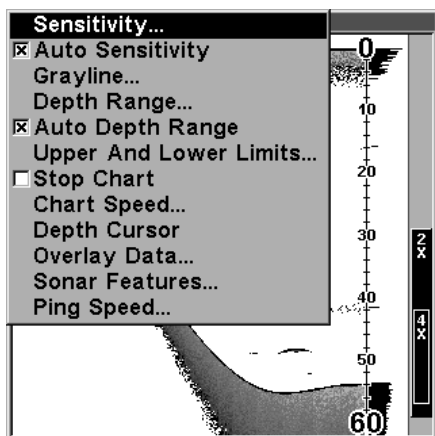 Sensitivity...
Auto Sensitivity
Grayline...
Depth Range...
Auto Depth Range
Upper And Lower Limits...
Stop Chart
Chart Speed...
Depth Cursor
Overlay Data...
Sonar Features...
Ping Speed...
0
10
20
30
40
50
60
2X
4X